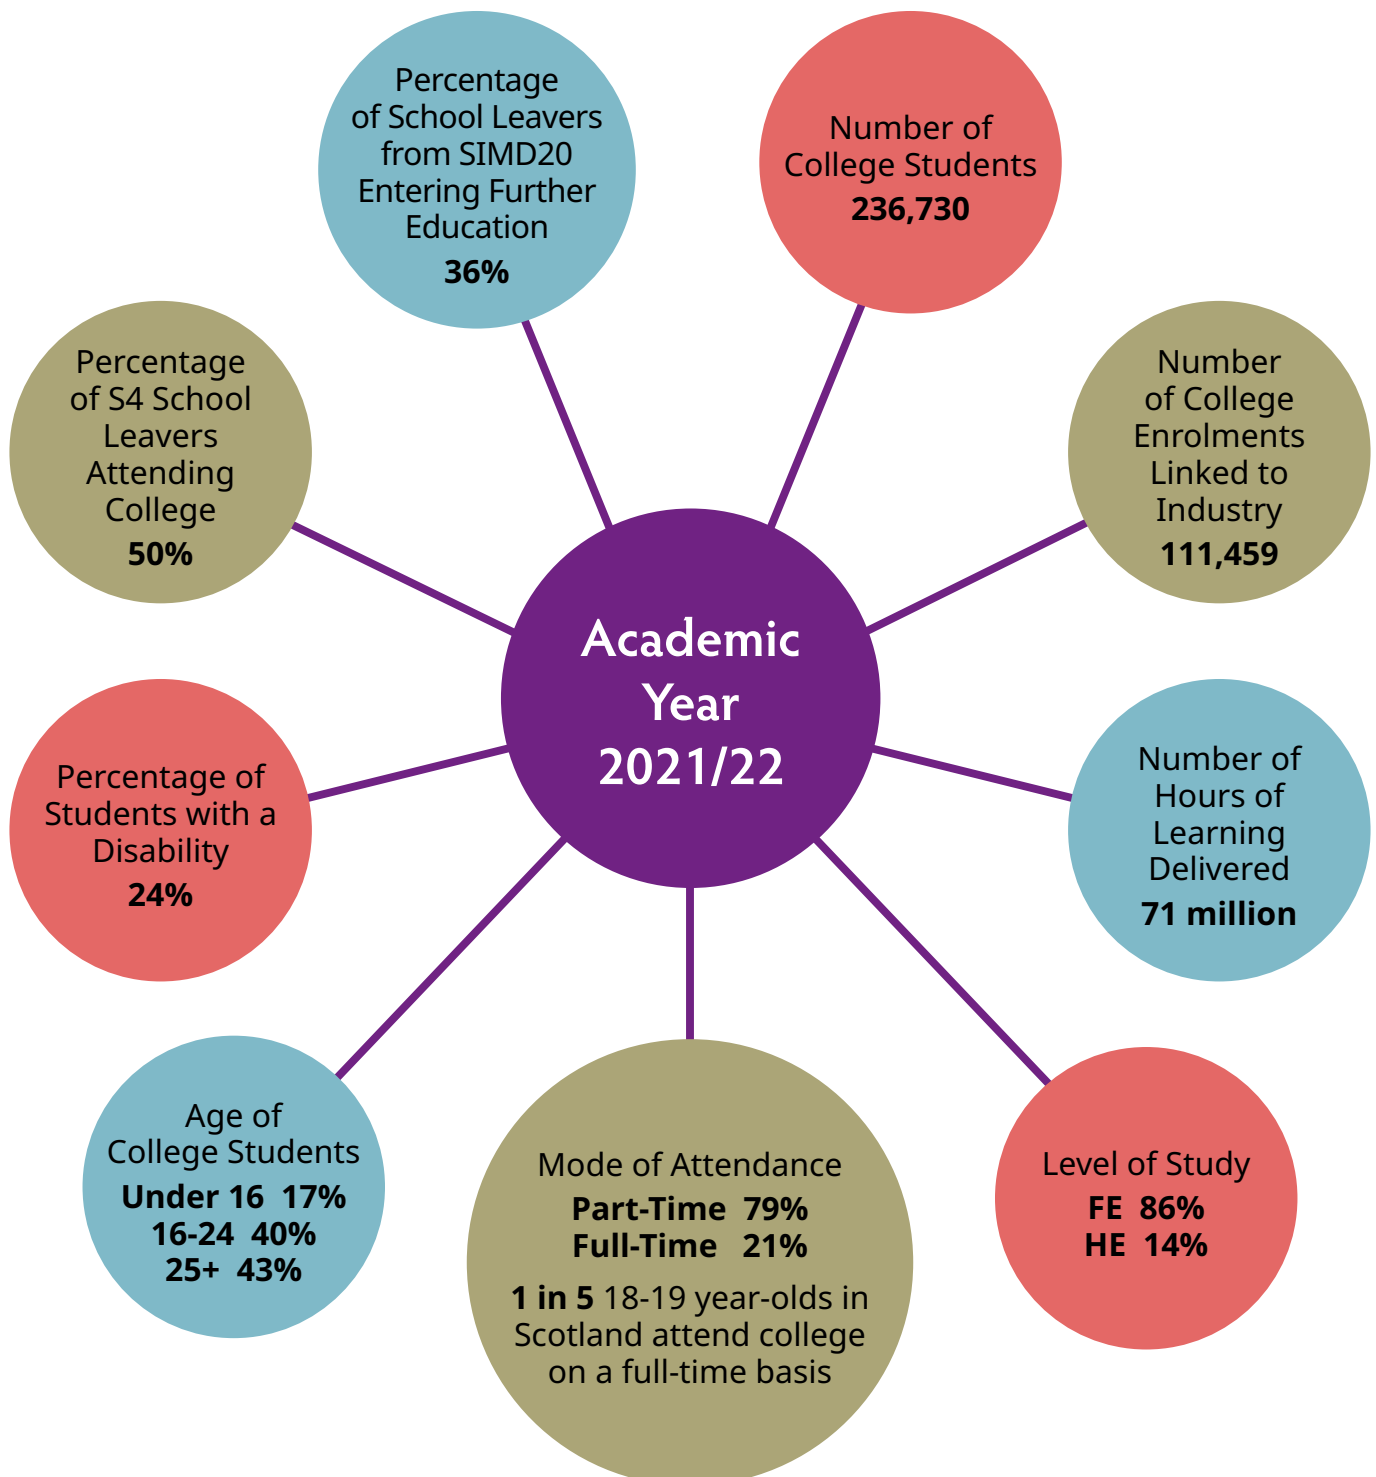 Percentage
of School Leavers
from SIMD20
Entering Further
Education
36%
Number of
College Students
236,730
Percentage
of S4 School
Leavers
Attending
College
50%
Number
of College
Enrolments
Linked to
Industry
111,459
Academic
Year
2021/22
Percentage of
Students with a
Disability
24%
Number of
Hours of
Learning
Delivered
71 million
Age of
College Students
Under 16 17%
16-24 40%
25+ 43%
Mode of Attendance
Part-Time 79%
Full-Time 21%
1 in 5 18-19 year-olds in
Scotland attend college
on a full-time basis
Level of Study
FE 86%
HE 14%